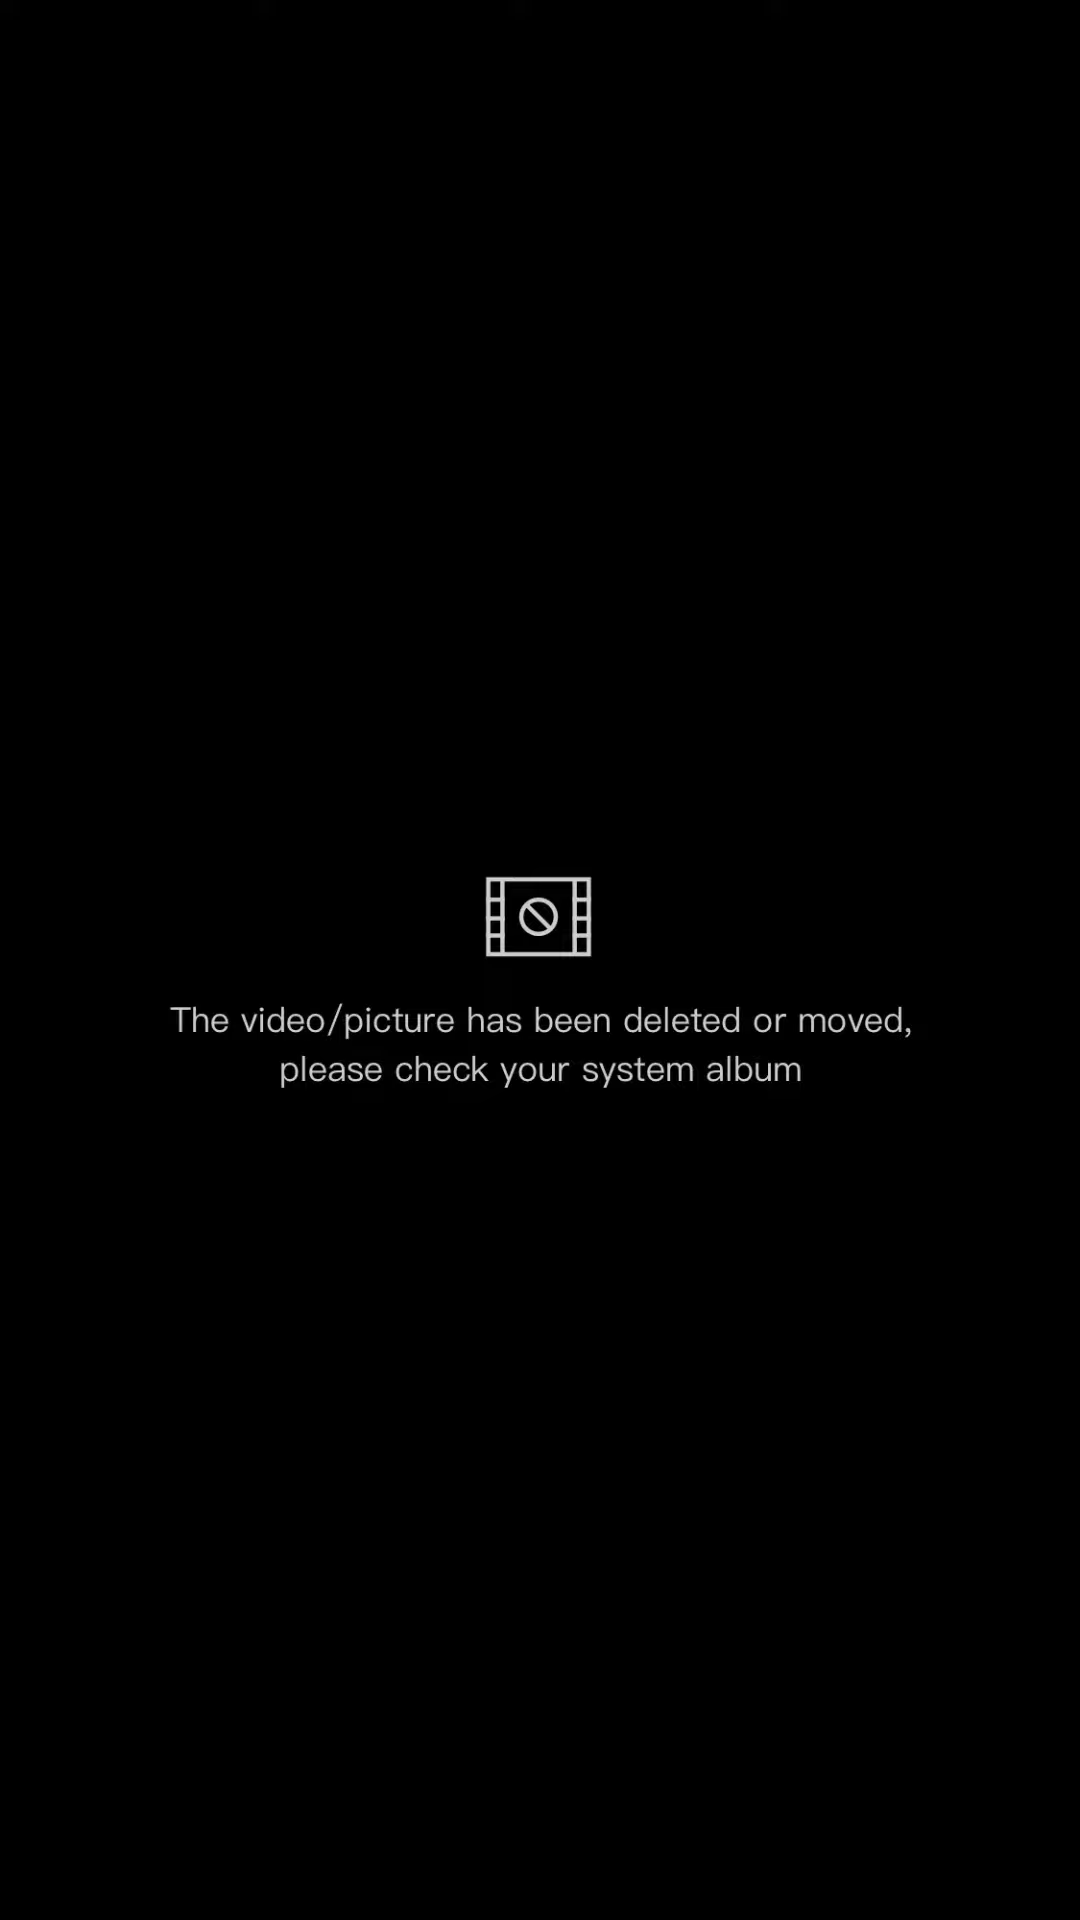 The video/picture has been deleted or moved,
please check your system album